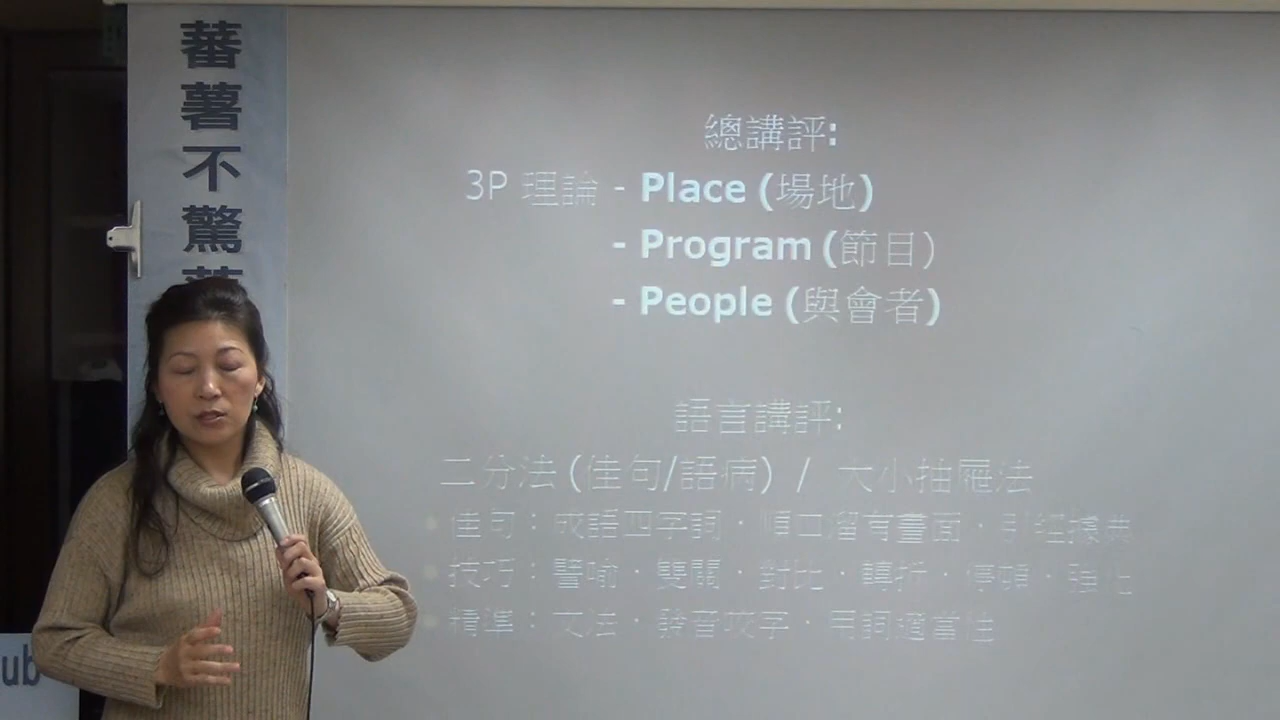 蕃薯不驚落
總講評:
3P 理論 - Place (場地)
- Program (節目)
- People (與會者)
語言講評:
二分法 (佳句/語病) / 大小抽屜法
佳句：成語四字詞．順口溜有畫面．引經據典
技巧：譬喻．雙關．對比．轉折．停頓．強化
精準：文法．發音咬字．用詞適當性
ub